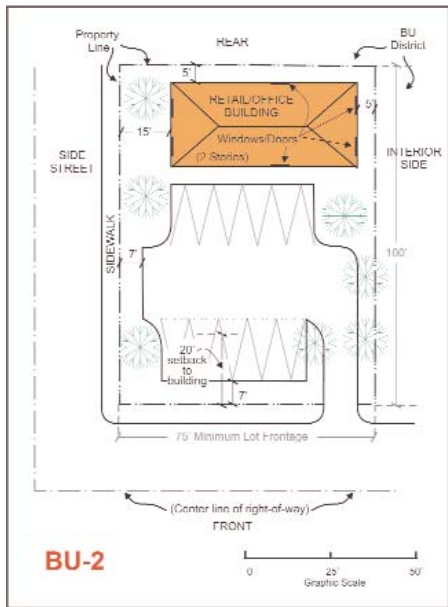 Property
Line
REAR
BU
District
5'
RETAIL/OFFICE
BUILDING
5'
15'
Windows/Doors
(2 Stories)
SIDE
STREET
INTERIOR
SIDE
SIDEWALK
7'
100'
20'
setback
to
building
7'
75' Minimum Lot Frontage
(Center line of right-of-way)
FRONT
BU-2
0 25' 50'
Graphic Scale